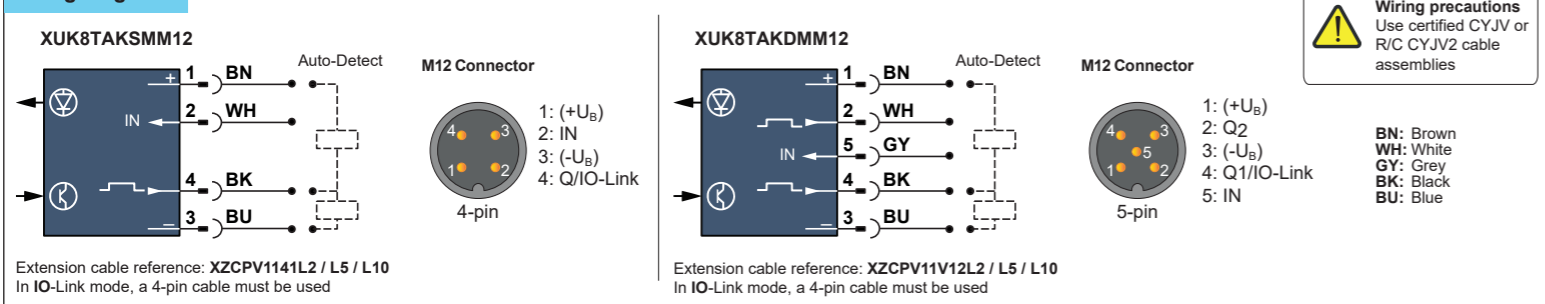 Wiring precautions
Use certified CYJV or
R/C CYJV2 cable
assemblies
XUK8TAKSMM12
+
1 BN
Auto-Detect
IN
2 WH
4 BK
3 BU
−
M12 Connector
4 3
1 2
4-pin
1: (+UB)
2: IN
3: (-UB)
4: Q/IO-Link
Extension cable reference: XZCPV1141L2 / L5 / L10
In IO-Link mode, a 4-pin cable must be used
XUK8TAKDMM12
+
1 BN
Auto-Detect
2 WH
IN
5 GY
4 BK
3 BU
−
M12 Connector
4 3
5
1 2
5-pin
1: (+UB)
2: Q2
3: (-UB)
4: Q1/IO-Link
5: IN
Extension cable reference: XZCPV11V12L2 / L5 / L10
In IO-Link mode, a 4-pin cable must be used
BN: Brown
WH: White
GY: Grey
BK: Black
BU: Blue